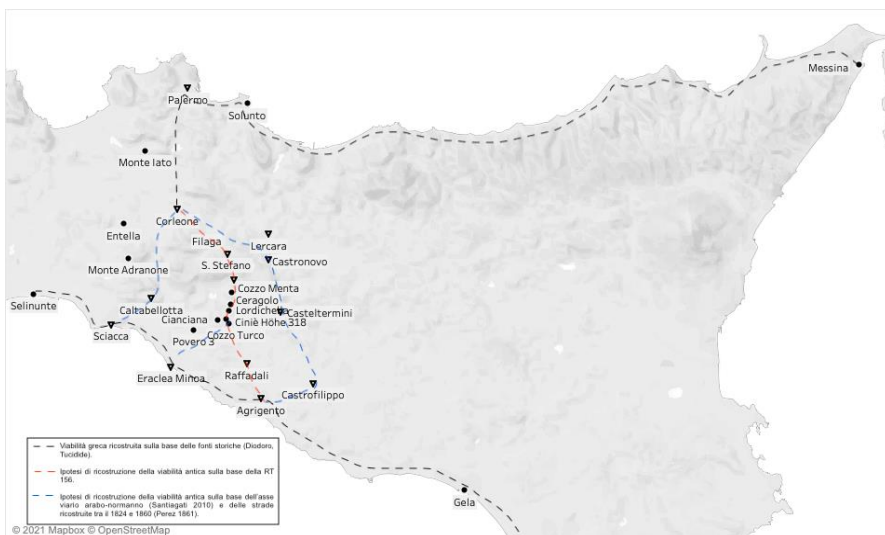 Messina
Palermo
Solunto
Monte Iato
Corleone
Entella
Filaga
Lercara
Monte Adranone
S. Stefano
Castronovo
Cozzo Menta
Selinunte
Caltabellotta
Ceragolo
Cianciana
Casteltermini
Ciniè Höhe 318
Sciacca
Povero 3
Cozzo Turco
Eraclea Minoa
Raffadali
Castrofilippo
Agrigento
Gela
Viabilità greca ricostruita sulla base delle fonti storiche (Diodoro,
Tucidide).
Ipotesi di ricostruzione della viabilità antica sulla base della RT
156.
Ipotesi di ricostruzione della viabilità antica sulla base dell'asse
viario arabo-normanno (Santagati 2010) e delle strade
ricostruite tra il 1824 e 1860 (Perez 1861).
© 2021 Mapbox © OpenStreetMap